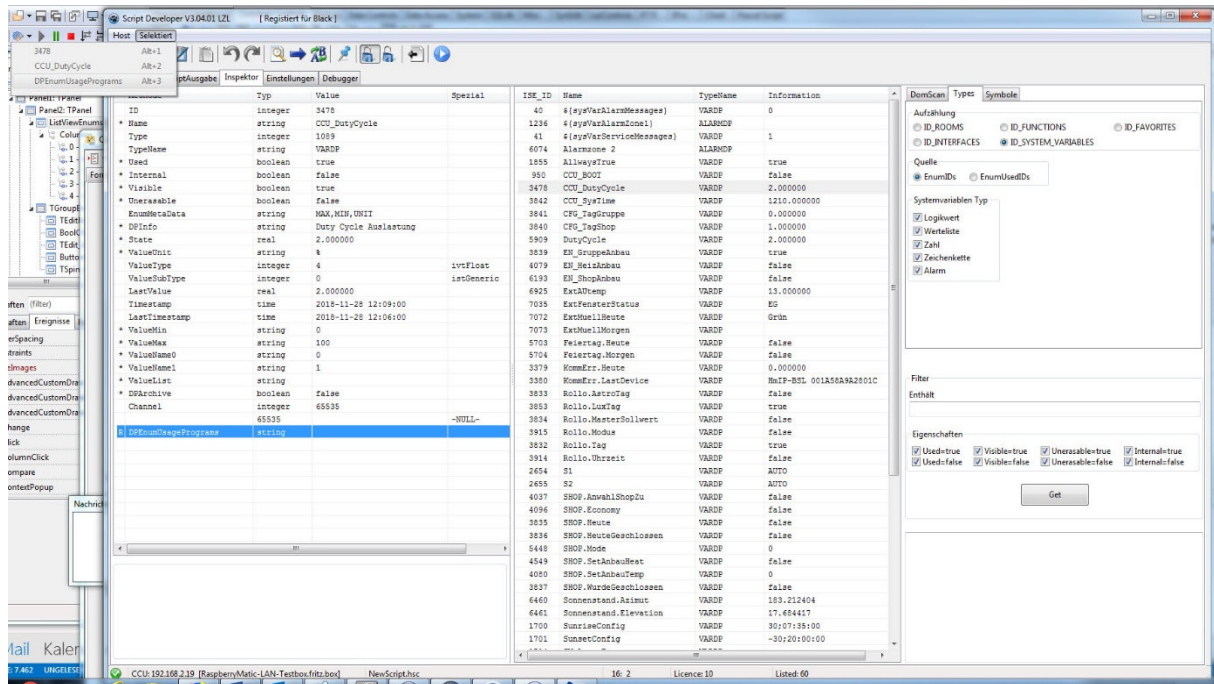 Script Developer V3.04.01 LZL [ Registiert für Black ]
Host Selektiert
3478 Alt+1
CCU_DutyCycle Alt+2
DPEnumUsagePrograms Alt+3
Inspektor Einstellungen Debugger
Panel2: TPanel
Typ Value Spezial
ID integer 3478
* Name string CCU_DutyCycle
Type integer 1089
TypeName string VARDP
* Used boolean true
* Internal boolean false
* Visible boolean true
* Unerasable boolean false
EnumMetaData string MAX,MIN,UNIT
* DPInfo string Duty Cycle Auslastung
* State real 2.000000
* ValueUnit string %
ValueType integer 4 ivtFloat
ValueSubType integer 0 istGeneric
LastValue real 2.000000
Timestamp time 2018-11-28 12:09:00
LastTimestamp time 2018-11-28 12:06:00
* ValueMin string 0
* ValueMax string 100
* ValueName0 string 0
* ValueName1 string 1
* ValueList string
* DPArchive boolean false
Channel integer 65535
65535 -NULL-
R DPEnumUsagePrograms string
ISE_ID Name TypeName Information
40 ${sysVarAlarmMessages} VARDP 0
1236 ${sysVarAlarmZone1} ALARMDP
41 ${sysVarServiceMessages} VARDP 1
6074 Alarmzone 2 ALARMDP
1855 AllwaysTrue VARDP true
950 CCU_BOOT VARDP false
3478 CCU_DutyCycle VARDP 2.000000
3842 CCU_SysTime VARDP 1210.000000
3841 CFG_TagGruppe VARDP 0.000000
3840 CFG_TagShop VARDP 1.000000
5909 DutyCycle VARDP 2.000000
3839 EN_GruppeAnbau VARDP true
4079 EN_HeizAnbau VARDP false
6193 EN_ShopAnbau VARDP false
6925 ExtAUtemp VARDP 13.000000
7035 ExtFensterStatus VARDP EG
7072 ExtMuellHeute VARDP Grün
7073 ExtMuellMorgen VARDP
5703 Feiertag.Heute VARDP false
5704 Feiertag.Morgen VARDP false
3379 KommErr.Heute VARDP 0.000000
3380 KommErr.LastDevice VARDP HmIP-BSL 001A58A9A2801C
3833 Rollo.AstroTag VARDP false
3853 Rollo.LuxTag VARDP true
3834 Rollo.MasterSollwert VARDP false
3915 Rollo.Modus VARDP false
3832 Rollo.Tag VARDP true
3914 Rollo.Uhrzeit VARDP false
2654 S1 VARDP AUTO
2655 S2 VARDP AUTO
4037 SHOP.AnwahlShopZu VARDP false
4096 SHOP.Economy VARDP false
3835 SHOP.Heute VARDP false
3836 SHOP.HeuteGeschlossen VARDP false
5448 SHOP.Mode VARDP 0
4549 SHOP.SetAnbauHeat VARDP false
4080 SHOP.SetAnbauTemp VARDP 0
3837 SHOP.WurdeGeschlossen VARDP false
6460 Sonnenstand.Azimut VARDP 183.212404
6461 Sonnenstand.Elevation VARDP 17.684417
1700 SunriseConfig VARDP 30;07:35:00
1701 SunsetConfig VARDP -30;20:00:00
DomScan Types Symbole
Aufzählung
ID_ROOMS ID_FUNCTIONS ID_FAVORITES
ID_INTERFACES ID_SYSTEM_VARIABLES
Quelle
EnumIDs EnumUsedIDs
Systemvariablen Typ
Logikwert
Werteliste
Zahl
Zeichenkette
Alarm
Filter
Enthält
Eigenschaften
Used=true Visible=true Unerasable=true Internal=true
Used=false Visible=false Unerasable=false Internal=false
Get
(filter)
Ereignisse
CCU: 192.168.2.19 [RaspberryMatic-LAN-Testbox.fritz.box] NewScript.hsc 16: 2 Licence: 10 Listed: 60